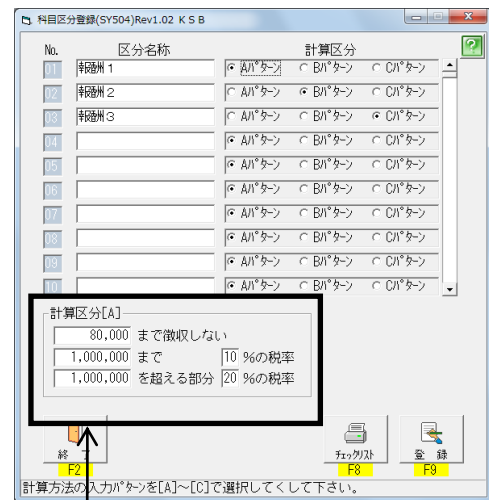 科目区分登録(SY504)Rev1.02 K S B
No. 区分名称 計算区分
01 報酬州1 Aパターン Bパターン Cパターン
02 報酬州2 Aパターン Bパターン Cパターン
03 報酬州3 Aパターン Bパターン Cパターン
04 Aパターン Bパターン Cパターン
05 Aパターン Bパターン Cパターン
06 Aパターン Bパターン Cパターン
07 Aパターン Bパターン Cパターン
08 Aパターン Bパターン Cパターン
09 Aパターン Bパターン Cパターン
10 Aパターン Bパターン Cパターン
計算区分[A]
80,000 まで徴収しない
1,000,000 まで 10 %の税率
1,000,000 を超える部分 20 %の税率
終 了 チェックリスト 登 録
F2 F8 F9
計算方法の入力パターンを[A]~[C]で選択してして下さい。